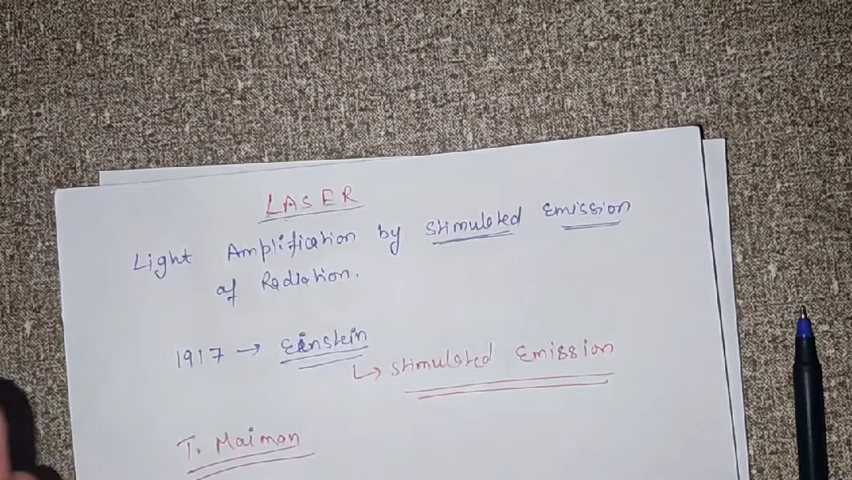 LASER
Light Amplification by Stimulated Emission
of Radiation.
1917 → Einstein
↳ Stimulated Emission
T. Maiman